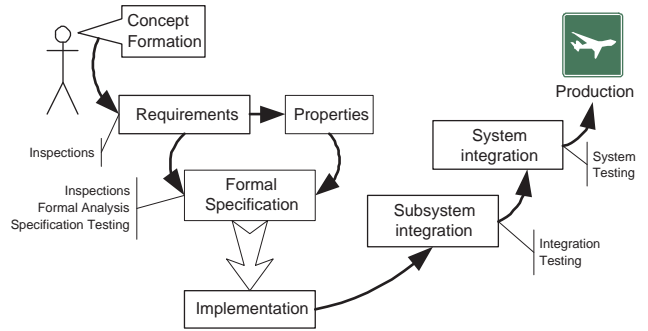 Concept
Formation
Requirements
Properties
Inspections
Inspections
Formal Analysis
Specification Testing
Formal
Specification
Implementation
Subsystem
integration
Integration
Testing
System
integration
System
Testing
Production